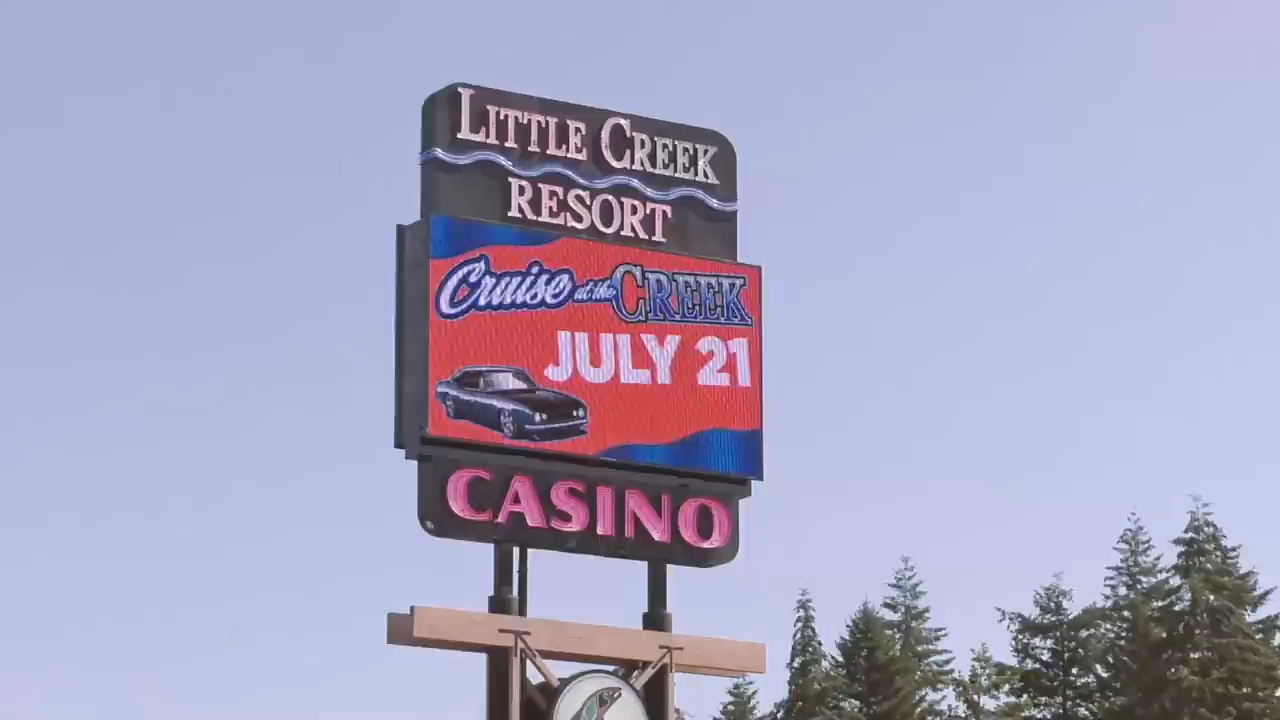 LITTLE CREEK
RESORT
Cruise at the CREEK
JULY 21
CASINO